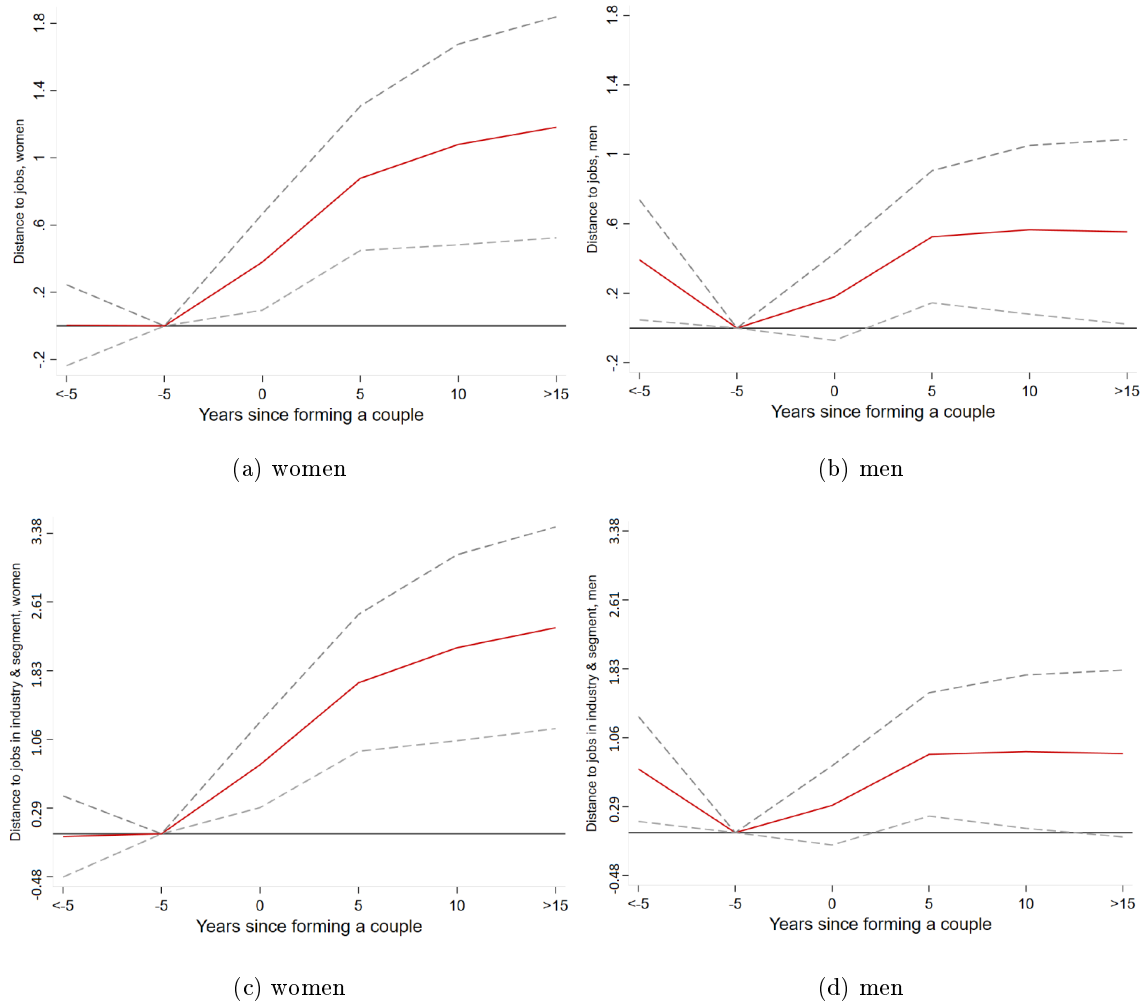 Distance to jobs, women
1.8
1.4
1
.6
.2
-.2
<-5 -5 0 5 10 >15
Years since forming a couple
(a) women
Distance to jobs, men
1.8
1.4
1
.6
.2
-.2
<-5 -5 0 5 10 >15
Years since forming a couple
(b) men
Distance to jobs in industry & segment, women
3.38
2.61
1.83
1.06
0.29
-0.48
<-5 -5 0 5 10 >15
Years since forming a couple
(c) women
Distance to jobs in industry & segment, men
3.38
2.61
1.83
1.06
0.29
-0.48
<-5 -5 0 5 10 >15
Years since forming a couple
(d) men